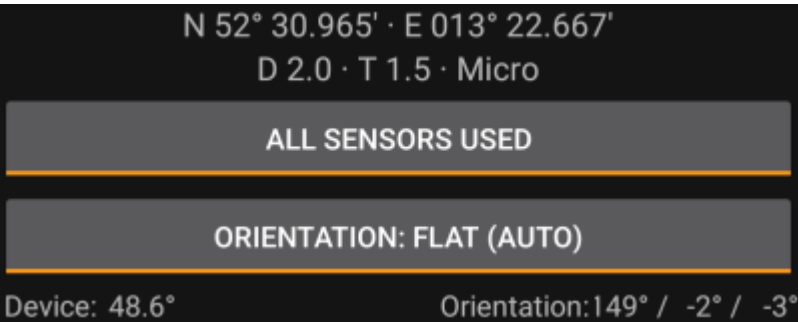 N 52° 30.965' · E 013° 22.667'
D 2.0 · T 1.5 · Micro
ALL SENSORS USED
ORIENTATION: FLAT (AUTO)
Device: 48.6° Orientation:149° / -2° / -3°